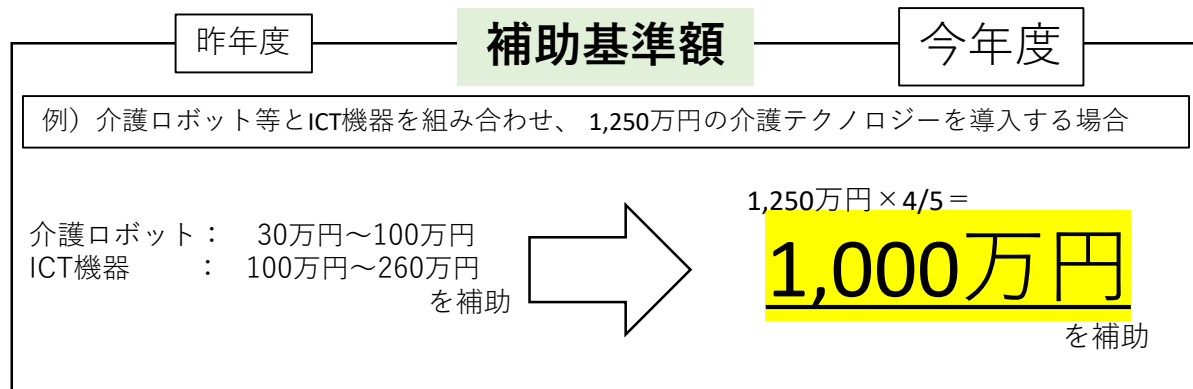 昨年度
補助基準額
今年度
例）介護ロボット等とICT機器を組み合わせ、 1,250万円の介護テクノロジーを導入する場合
介護ロボット： 30万円～100万円
ICT機器 ： 100万円～260万円
を補助
1,250万円×4/5＝
1,000万円
を補助